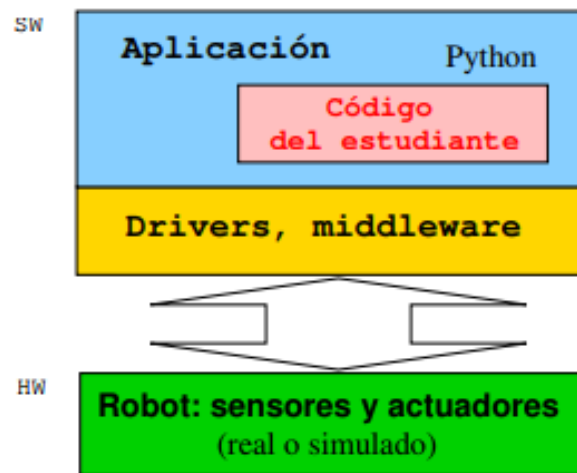 SW
Aplicación
Python
Código
del estudiante
Drivers, middleware
HW
Robot: sensores y actuadores
(real o simulado)